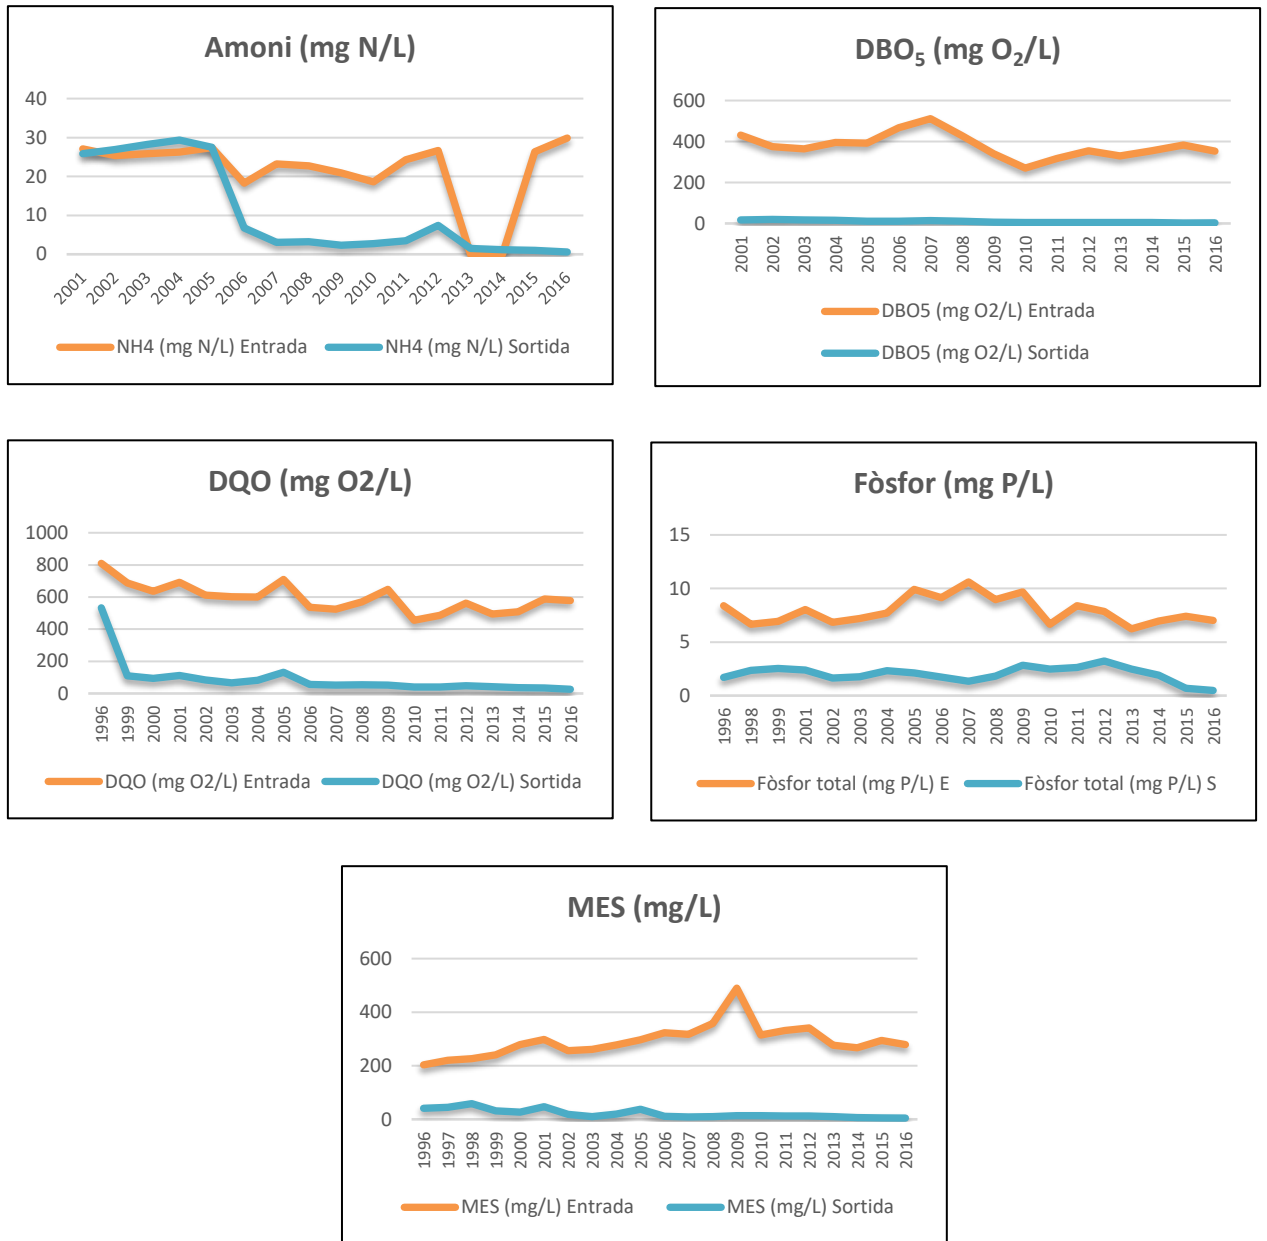 Amoni (mg N/L)
40
30
20
10
0
2001 2002 2003 2004 2005 2006 2007 2008 2009 2010 2011 2012 2013 2014 2015 2016
NH4 (mg N/L) Entrada NH4 (mg N/L) Sortida
DBO5 (mg O2/L)
600
400
200
0
2001 2002 2003 2004 2005 2006 2007 2008 2009 2010 2011 2012 2013 2014 2015 2016
DBO5 (mg O2/L) Entrada
DBO5 (mg O2/L) Sortida
DQO (mg O2/L)
1000
800
600
400
200
0
1996 1999 2000 2001 2002 2003 2004 2005 2006 2007 2008 2009 2010 2011 2012 2013 2014 2015 2016
DQO (mg O2/L) Entrada DQO (mg O2/L) Sortida
Fòsfor (mg P/L)
15
10
5
0
1996 1998 1999 2001 2002 2003 2004 2005 2006 2007 2008 2009 2010 2011 2012 2013 2014 2015 2016
Fòsfor total (mg P/L) E Fòsfor total (mg P/L) S
MES (mg/L)
600
400
200
0
1996 1997 1998 1999 2000 2001 2002 2003 2004 2005 2006 2007 2008 2009 2010 2011 2012 2013 2014 2015 2016
MES (mg/L) Entrada MES (mg/L) Sortida